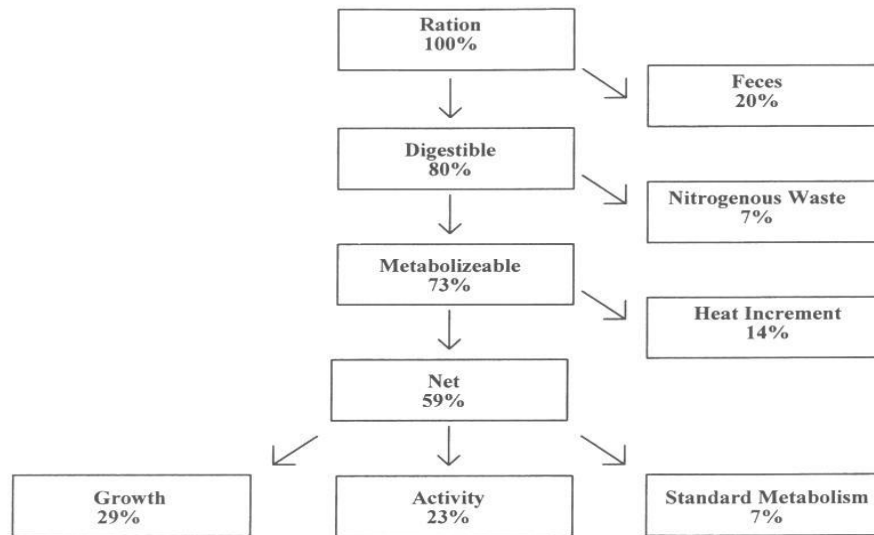 Ration
100%
Feces
20%
Digestible
80%
Nitrogenous Waste
7%
Metabolizeable
73%
Heat Increment
14%
Net
59%
Growth
29%
Activity
23%
Standard Metabolism
7%